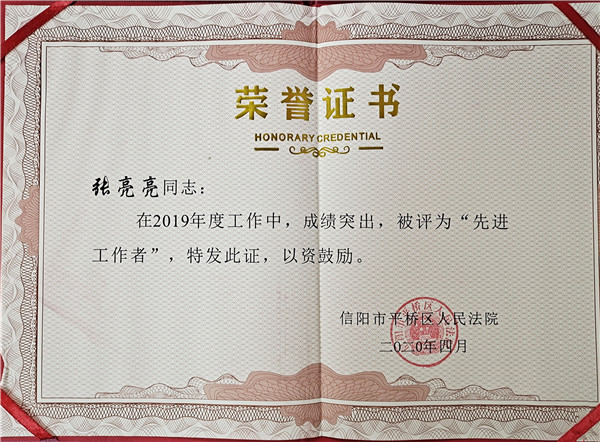 荣誉证书
HONORARY CREDENTIAL
张亮亮同志：
在2019年度工作中，成绩突出，被评为“先进
工作者”，特发此证，以资鼓励。
信阳市平桥区人民法院
二0二0年四月